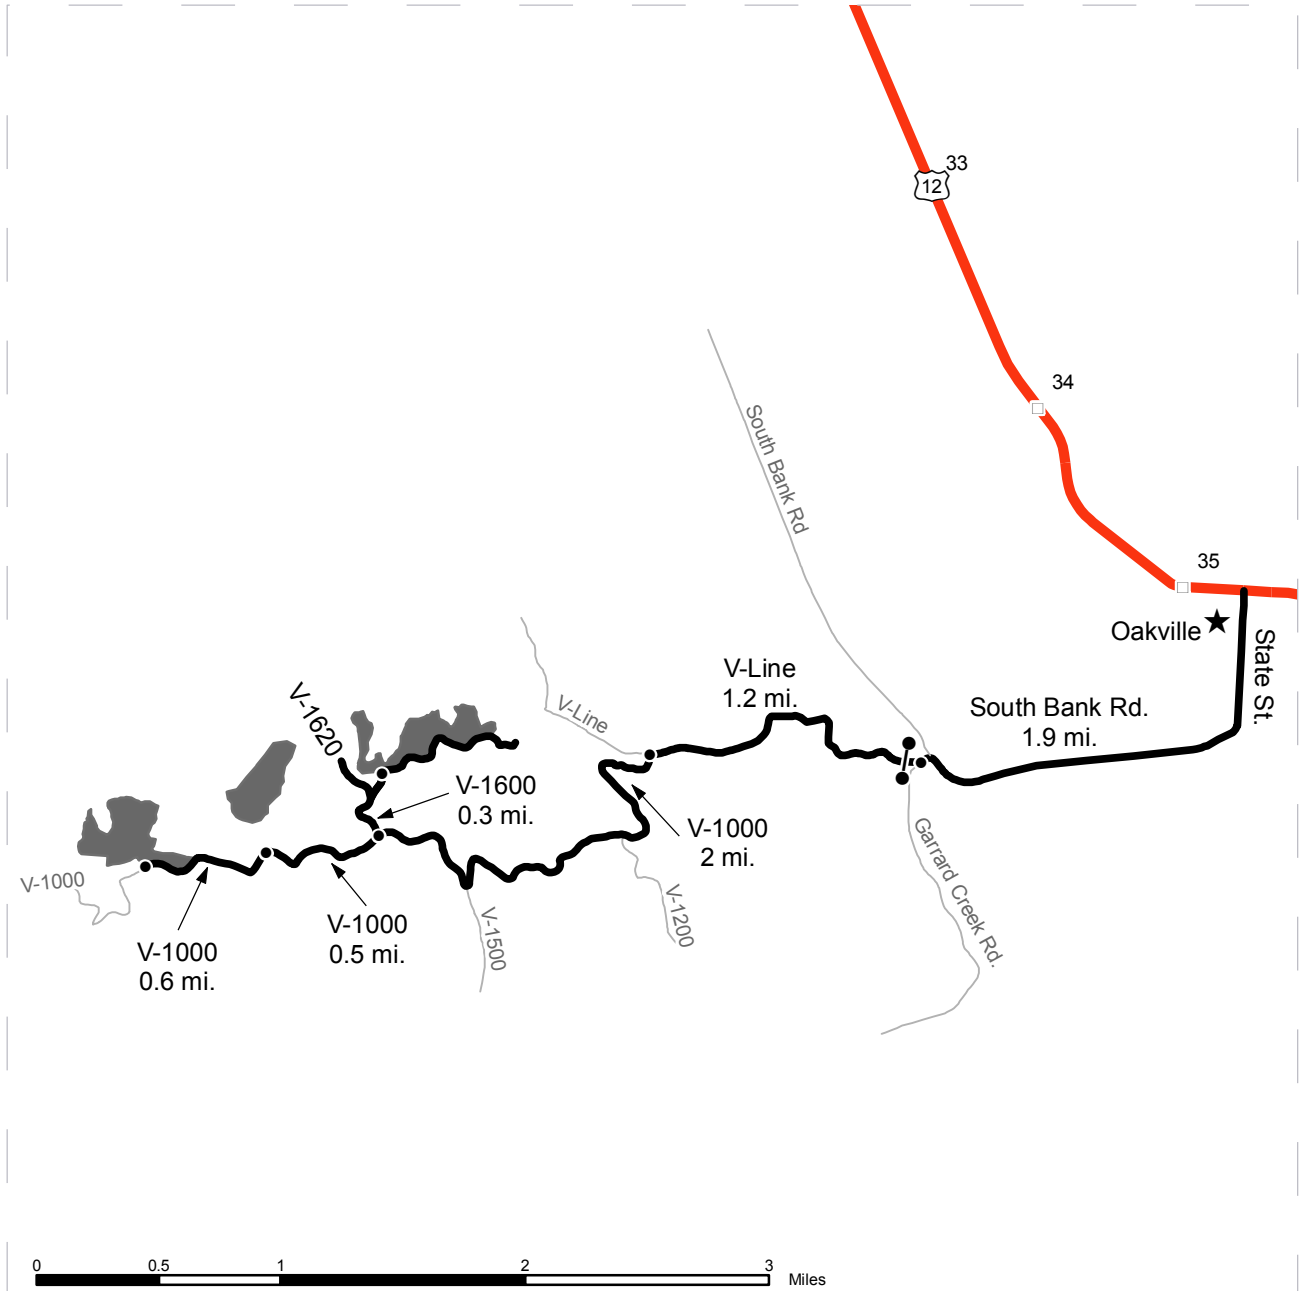 33
12
34
South Bank Rd
35
Oakville
State St.
V-Line
1.2 mi.
V-1620
V-Line
South Bank Rd.
1.9 mi.
V-1600
0.3 mi.
V-1000
2 mi.
Garrard Creek Rd.
V-1000
V-1200
V-1500
V-1000
0.5 mi.
V-1000
0.6 mi.
0 0.5 1 2 3
Miles